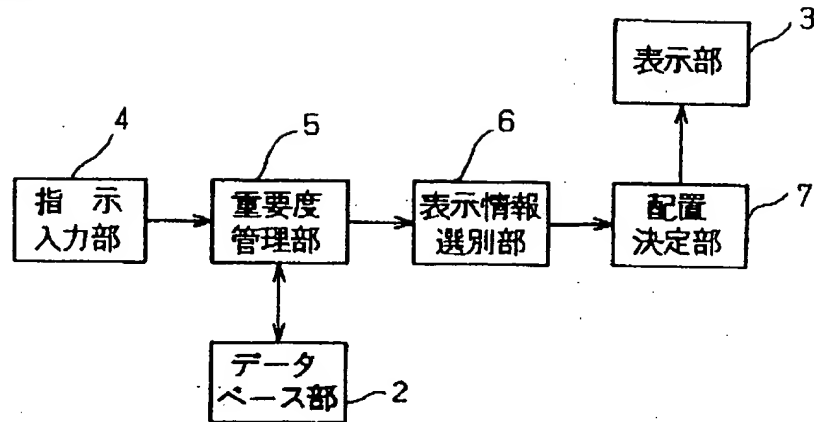 3
表示部
4
5
6
指 示
入力部
重要度
管理部
表示情報
選別部
配置
決定部
7
データ
ベース部
2